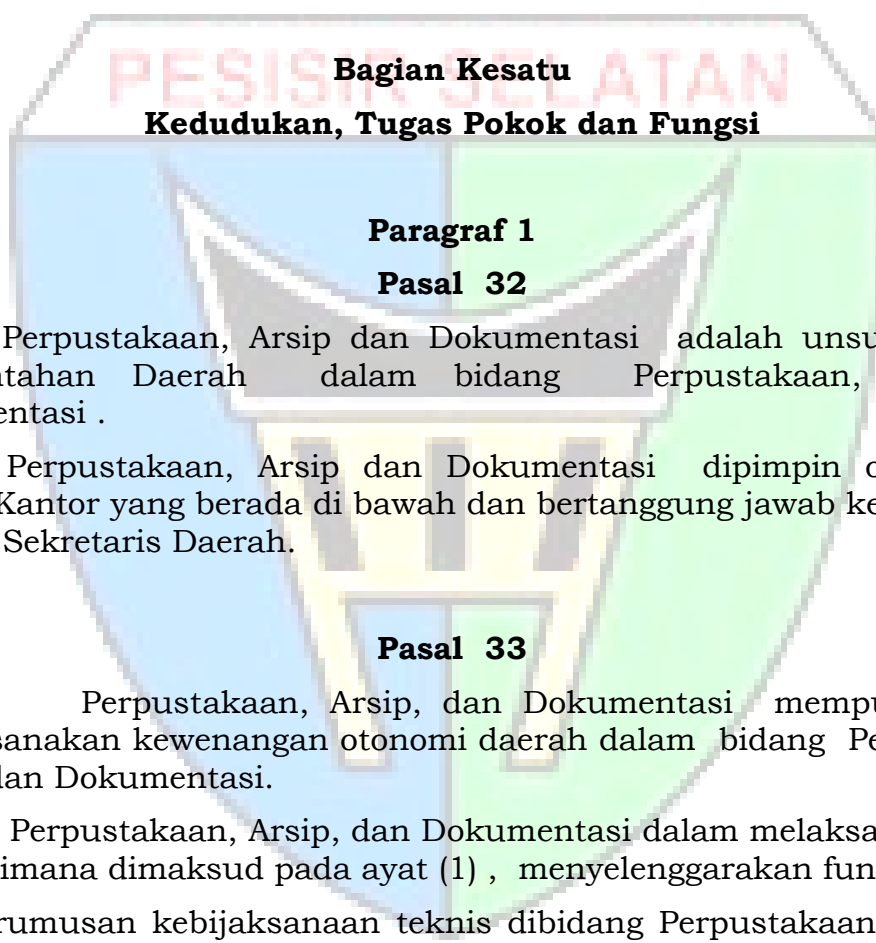 PESISIR SELATAN
Bagian Kesatu
Kedudukan, Tugas Pokok dan Fungsi
Paragraf 1
Pasal 32
Perpustakaan, Arsip dan Dokumentasi adalah unsu
ntahan Daerah dalam bidang Perpustakaan,
entasi .
Perpustakaan, Arsip dan Dokumentasi dipimpin o
Kantor yang berada di bawah dan bertanggung jawab ke
Sekretaris Daerah.
Pasal 33
Perpustakaan, Arsip, dan Dokumentasi mempu
sanakan kewenangan otonomi daerah dalam bidang Pe
dan Dokumentasi.
Perpustakaan, Arsip, dan Dokumentasi dalam melaksa
imana dimaksud pada ayat (1) , menyelenggarakan fun
rumusan kebijaksanaan teknis dibidang Perpustakaan